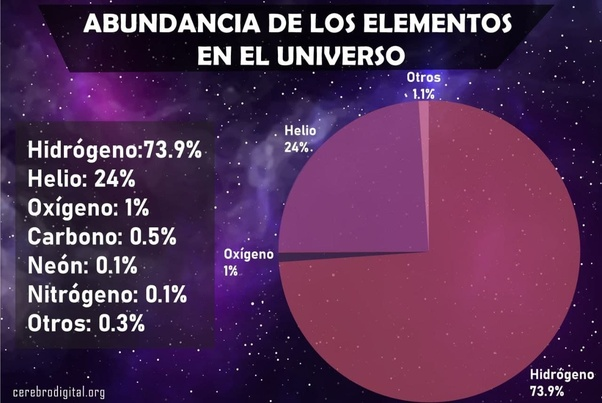 ABUNDANCIA DE LOS ELEMENTOS
EN EL UNIVERSO
Hidrógeno:73.9%
Helio: 24%
Oxígeno: 1%
Carbono: 0.5%
Neón: 0.1%
Nitrógeno: 0.1%
Otros: 0.3%
Otros
1.1%
Helio
24%
Oxígeno
1%
Hidrógeno
73.9%
cerebrodigital.org